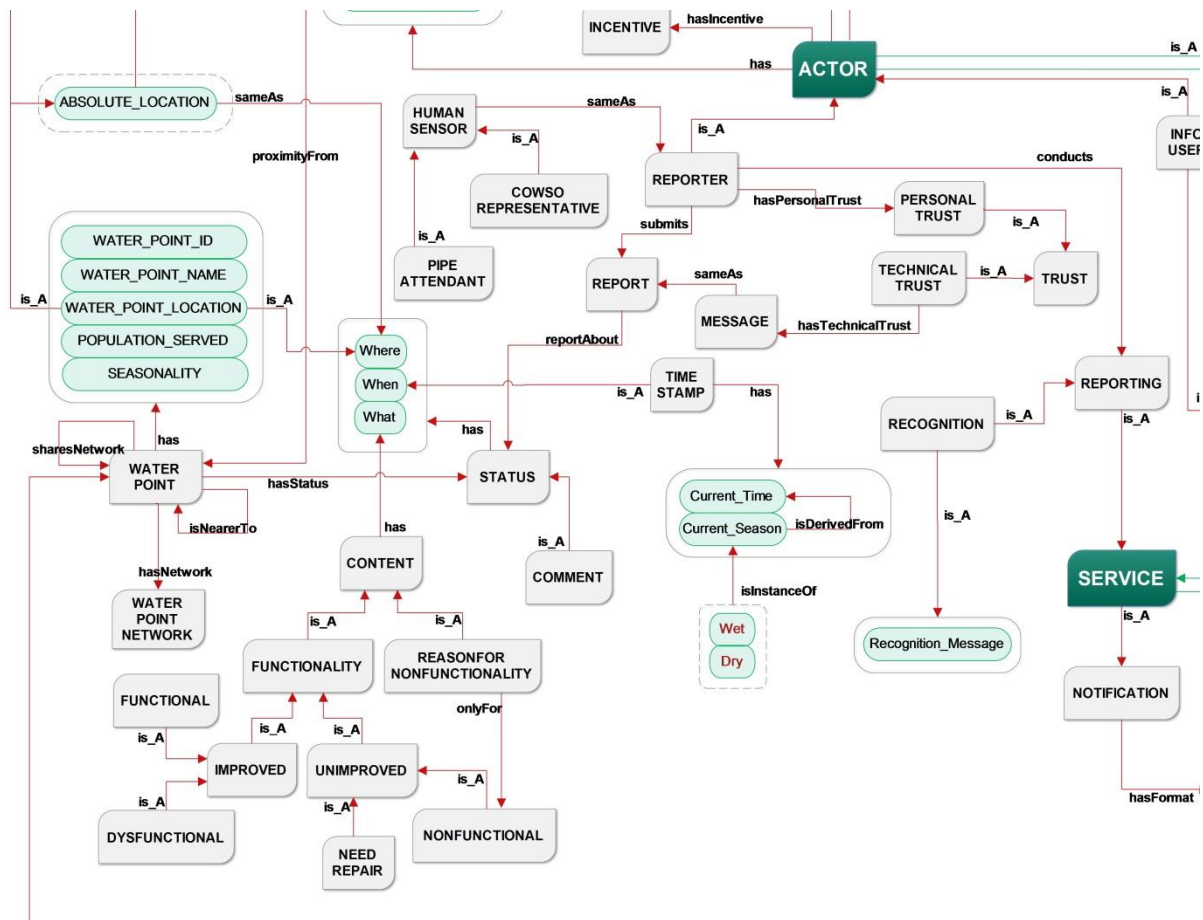 INCENTIVE
hasIncentive
ACTOR
has
is_A
ABSOLUTE_LOCATION
sameAs
HUMAN
SENSOR
sameAs
is_A
is_A
is_A
INFO
USER
proximityFrom
REPORTER
conducts
COWSO
REPRESENTATIVE
hasPersonalTrust
PERSONAL
TRUST
submits
is_A
is_A
WATER_POINT_ID
WATER_POINT_NAME
WATER_POINT_LOCATION
POPULATION_SERVED
SEASONALITY
is_A
is_A
PIPE
ATTENDANT
REPORT
sameAs
MESSAGE
TECHNICAL
TRUST
is_A
TRUST
hasTechnicalTrust
reportAbout
Where
When
What
is_A
TIME
STAMP
has
REPORTING
RECOGNITION
is_A
is_A
has
sharesNetwork
WATER
POINT
hasStatus
has
STATUS
isNearerTo
Current_Time
Current_Season
isDerivedFrom
is_A
has
is_A
CONTENT
COMMENT
hasNetwork
WATER
POINT
NETWORK
SERVICE
isInstanceOf
Wet
Dry
is_A
is_A
FUNCTIONALITY
REASONFOR
NONFUNCTIONALITY
Recognition_Message
is_A
FUNCTIONAL
onlyFor
NOTIFICATION
is_A
is_A
is_A
IMPROVED
UNIMPROVED
is_A
is_A
is_A
hasFormat
DYSFUNCTIONAL
NEED
REPAIR
NONFUNCTIONAL